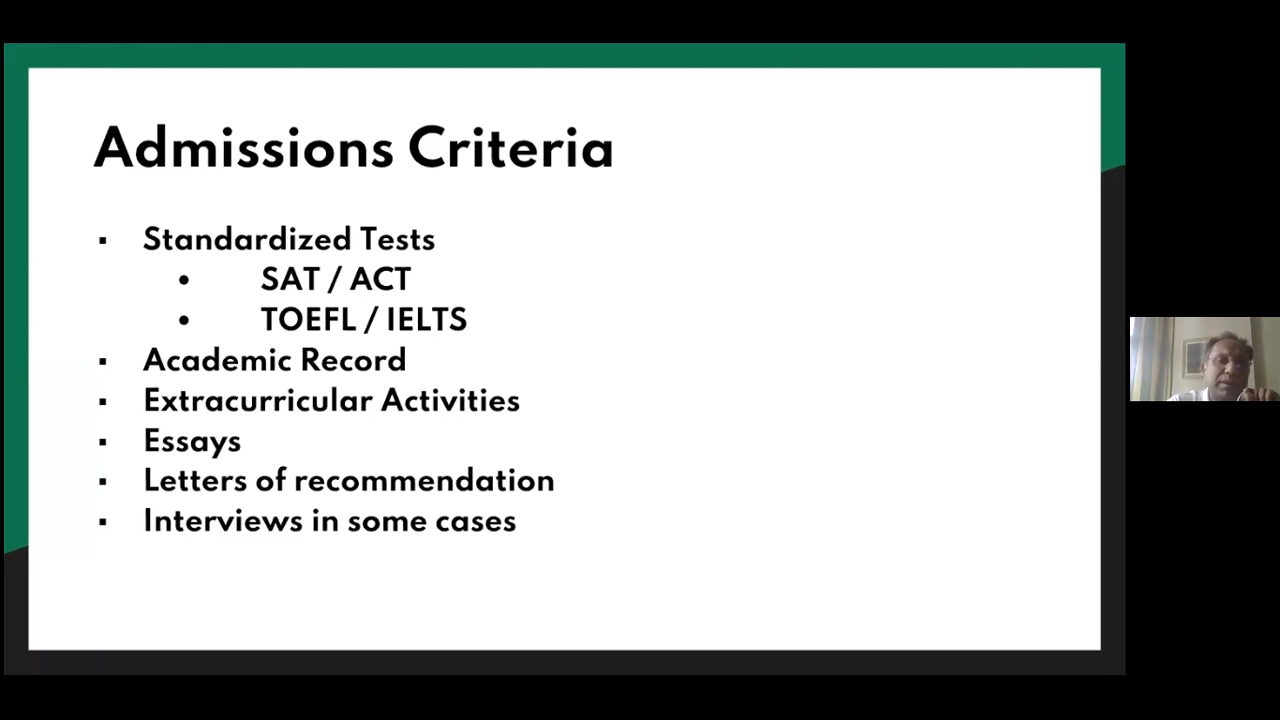 Admissions Criteria
▪ Standardized Tests
• SAT / ACT
• TOEFL / IELTS
▪ Academic Record
▪ Extracurricular Activities
▪ Essays
▪ Letters of recommendation
▪ Interviews in some cases